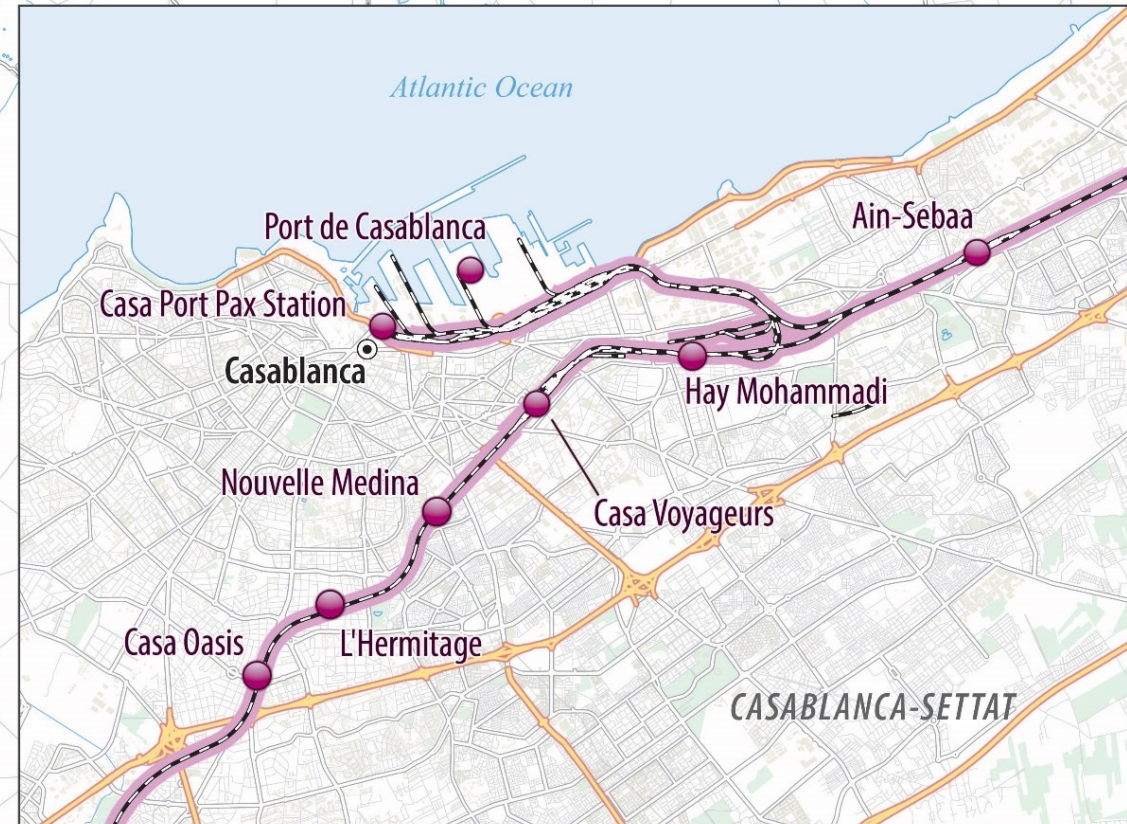 Atlantic Ocean
Port de Casablanca
Ain-Sebaa
Casa Port Pax Station
Casablanca
Hay Mohammadi
Nouvelle Medina
Casa Voyageurs
Casa Oasis
L'Hermitage
CASABLANCA-SETTAT